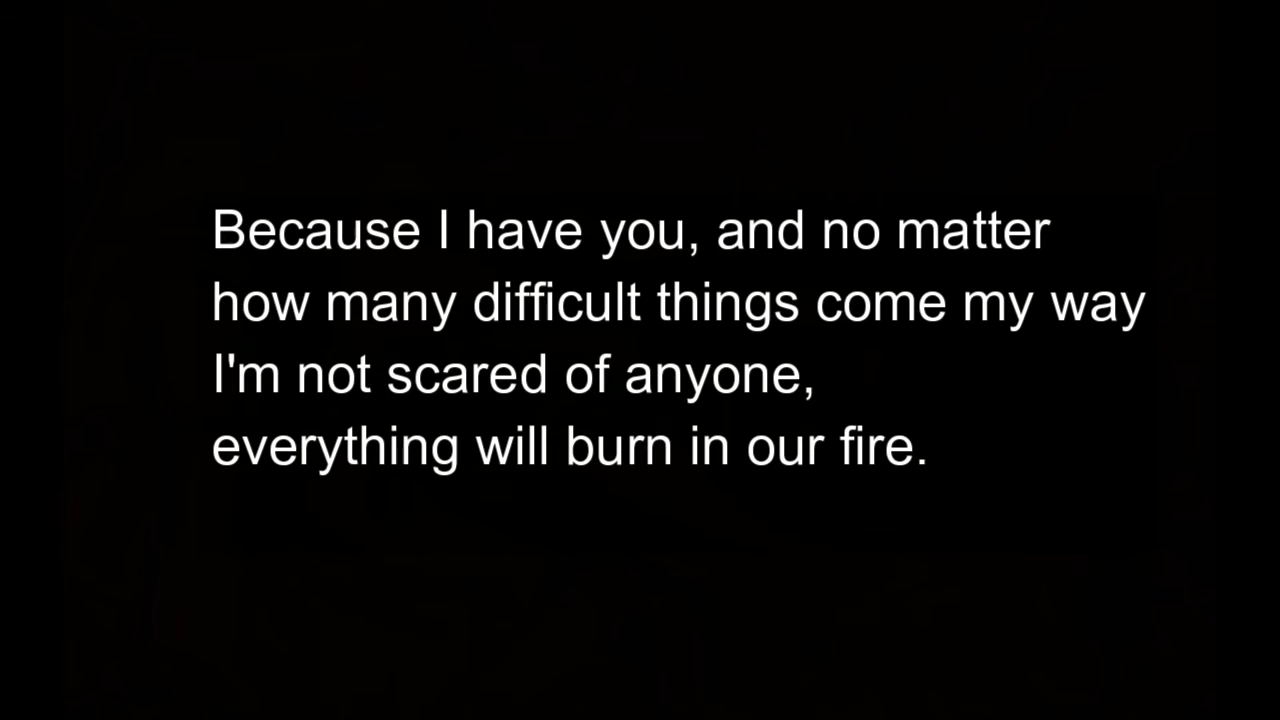 Because I have you, and no matter
how many difficult things come my way
I'm not scared of anyone,
everything will burn in our fire.